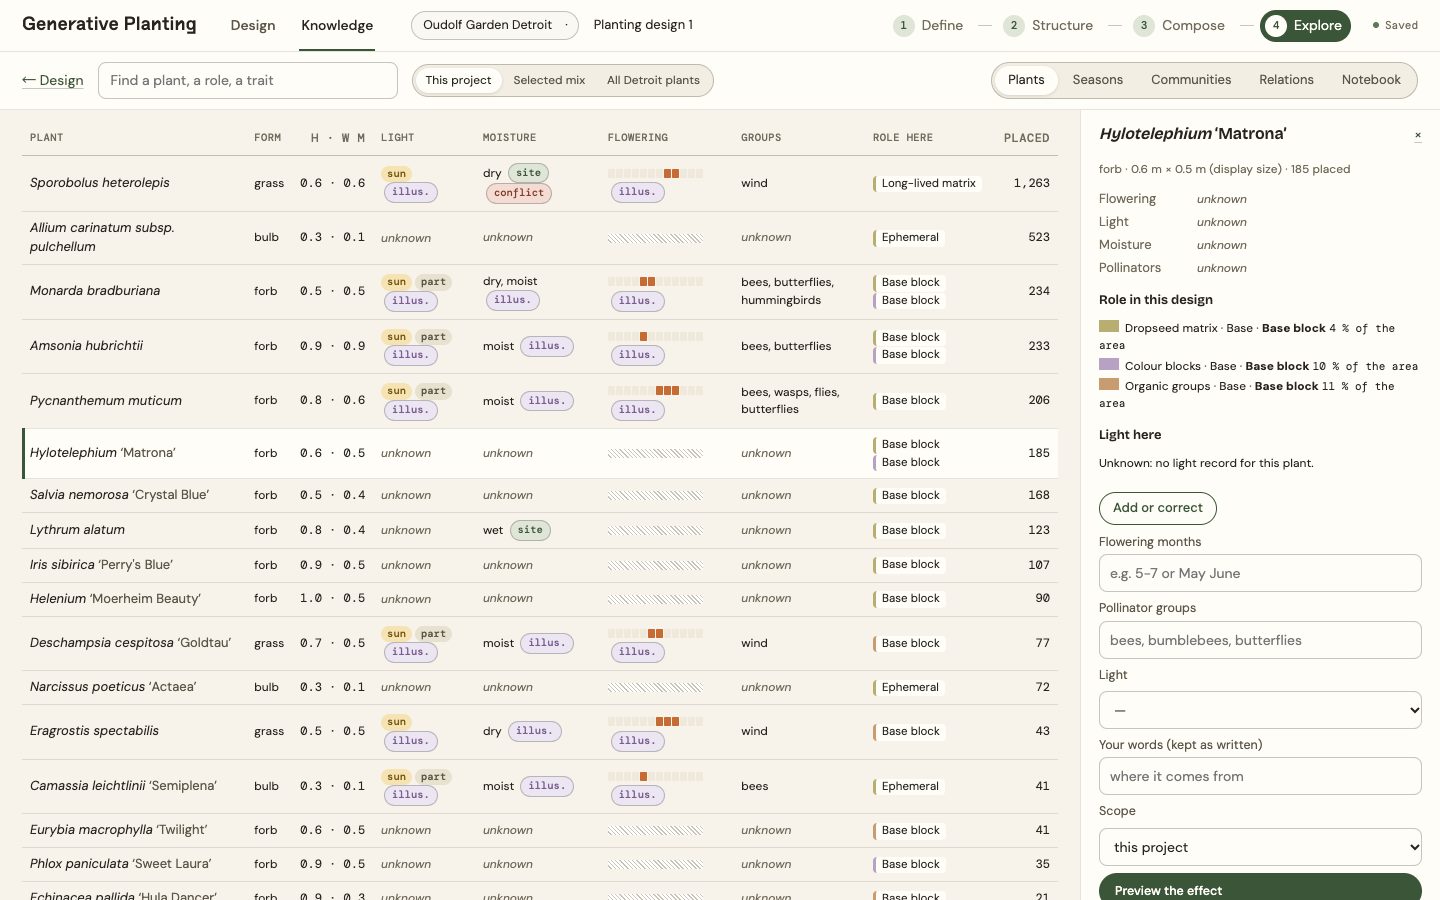 Generative Planting Design Knowledge Oudolf Garden Detroit · Planting design 1 1 Define — 2 Structure — 3 Compose — 4 Explore Saved
← Design Find a plant, a role, a trait This project Selected mix All Detroit plants Plants Seasons Communities Relations Notebook
PLANT FORM H · W M LIGHT MOISTURE FLOWERING GROUPS ROLE HERE PLACED
Sporobolus heterolepis grass 0.6 · 0.6 sun illus. dry site conflict illus. wind Long-lived matrix 1,263
Allium carinatum subsp. pulchellum bulb 0.3 · 0.1 unknown unknown unknown Ephemeral 523
Monarda bradburiana forb 0.5 · 0.5 sun part illus. dry, moist illus. illus. bees, butterflies, hummingbirds Base block Base block 234
Amsonia hubrichtii forb 0.9 · 0.9 sun part illus. moist illus. illus. bees, butterflies Base block Base block 233
Pycnanthemum muticum forb 0.8 · 0.6 sun part illus. moist illus. illus. bees, wasps, flies, butterflies Base block 206
Hylotelephium ‘Matrona’ forb 0.6 · 0.5 unknown unknown unknown Base block Base block 185
Salvia nemorosa ‘Crystal Blue’ forb 0.5 · 0.4 unknown unknown unknown Base block 168
Lythrum alatum forb 0.8 · 0.4 unknown wet site unknown Base block 123
Iris sibirica ‘Perry's Blue’ forb 0.9 · 0.5 unknown unknown unknown Base block 107
Helenium ‘Moerheim Beauty’ forb 1.0 · 0.5 unknown unknown unknown Base block 90
Deschampsia cespitosa ‘Goldtau’ grass 0.7 · 0.5 sun part illus. moist illus. illus. wind Base block 77
Narcissus poeticus ‘Actaea’ bulb 0.3 · 0.1 unknown unknown unknown Ephemeral 72
Eragrostis spectabilis grass 0.5 · 0.5 sun illus. dry illus. illus. wind Base block 43
Camassia leichtlinii ‘Semiplena’ bulb 0.3 · 0.1 sun part illus. moist illus. illus. bees Ephemeral 41
Eurybia macrophylla ‘Twilight’ forb 0.6 · 0.5 unknown unknown unknown Base block 41
Phlox paniculata ‘Sweet Laura’ forb 0.9 · 0.5 unknown unknown unknown Base block 35
Echinacea pallida ‘Hula Dancer’ forb 0.9 · 0.3 unknown unknown unknown Base block 21
Hylotelephium ‘Matrona’ ×
forb · 0.6 m × 0.5 m (display size) · 185 placed
Flowering unknown
Light unknown
Moisture unknown
Pollinators unknown
Role in this design
Dropseed matrix · Base · Base block 4 % of the
area
Colour blocks · Base · Base block 10 % of the area
Organic groups · Base · Base block 11 % of the
area
Light here
Unknown: no light record for this plant.
Add or correct
Flowering months
e.g. 5-7 or May June
Pollinator groups
bees, bumblebees, butterflies
Light
—
Your words (kept as written)
where it comes from
Scope
this project
Preview the effect